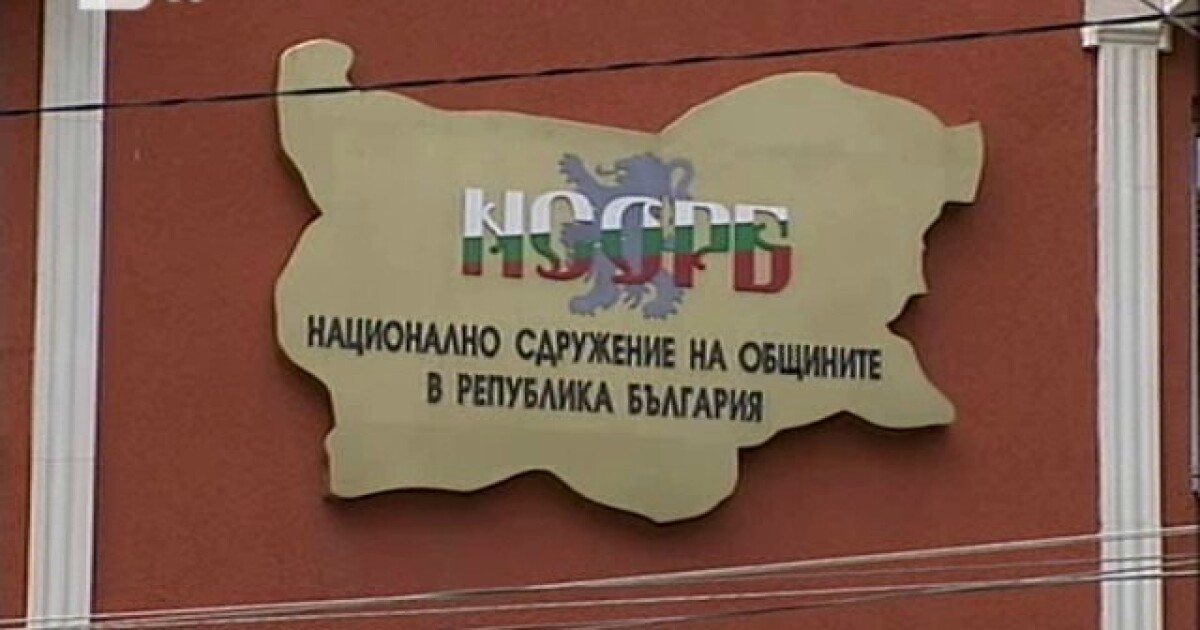 НСОРБ
НАЦИОНАЛНО СДРУЖЕНИЕ НА ОБЩИНИТЕ
В РЕПУБЛИКА БЪЛГАРИЯ